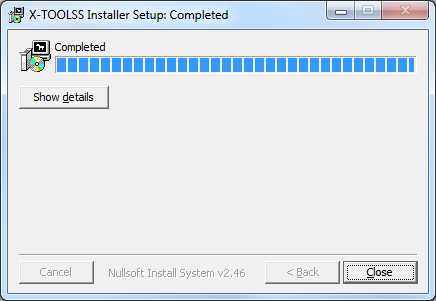 X-TOOLSS Installer Setup: Completed
Completed
Show details
Cancel
Nullsoft Install System v2.46
< Back
Close